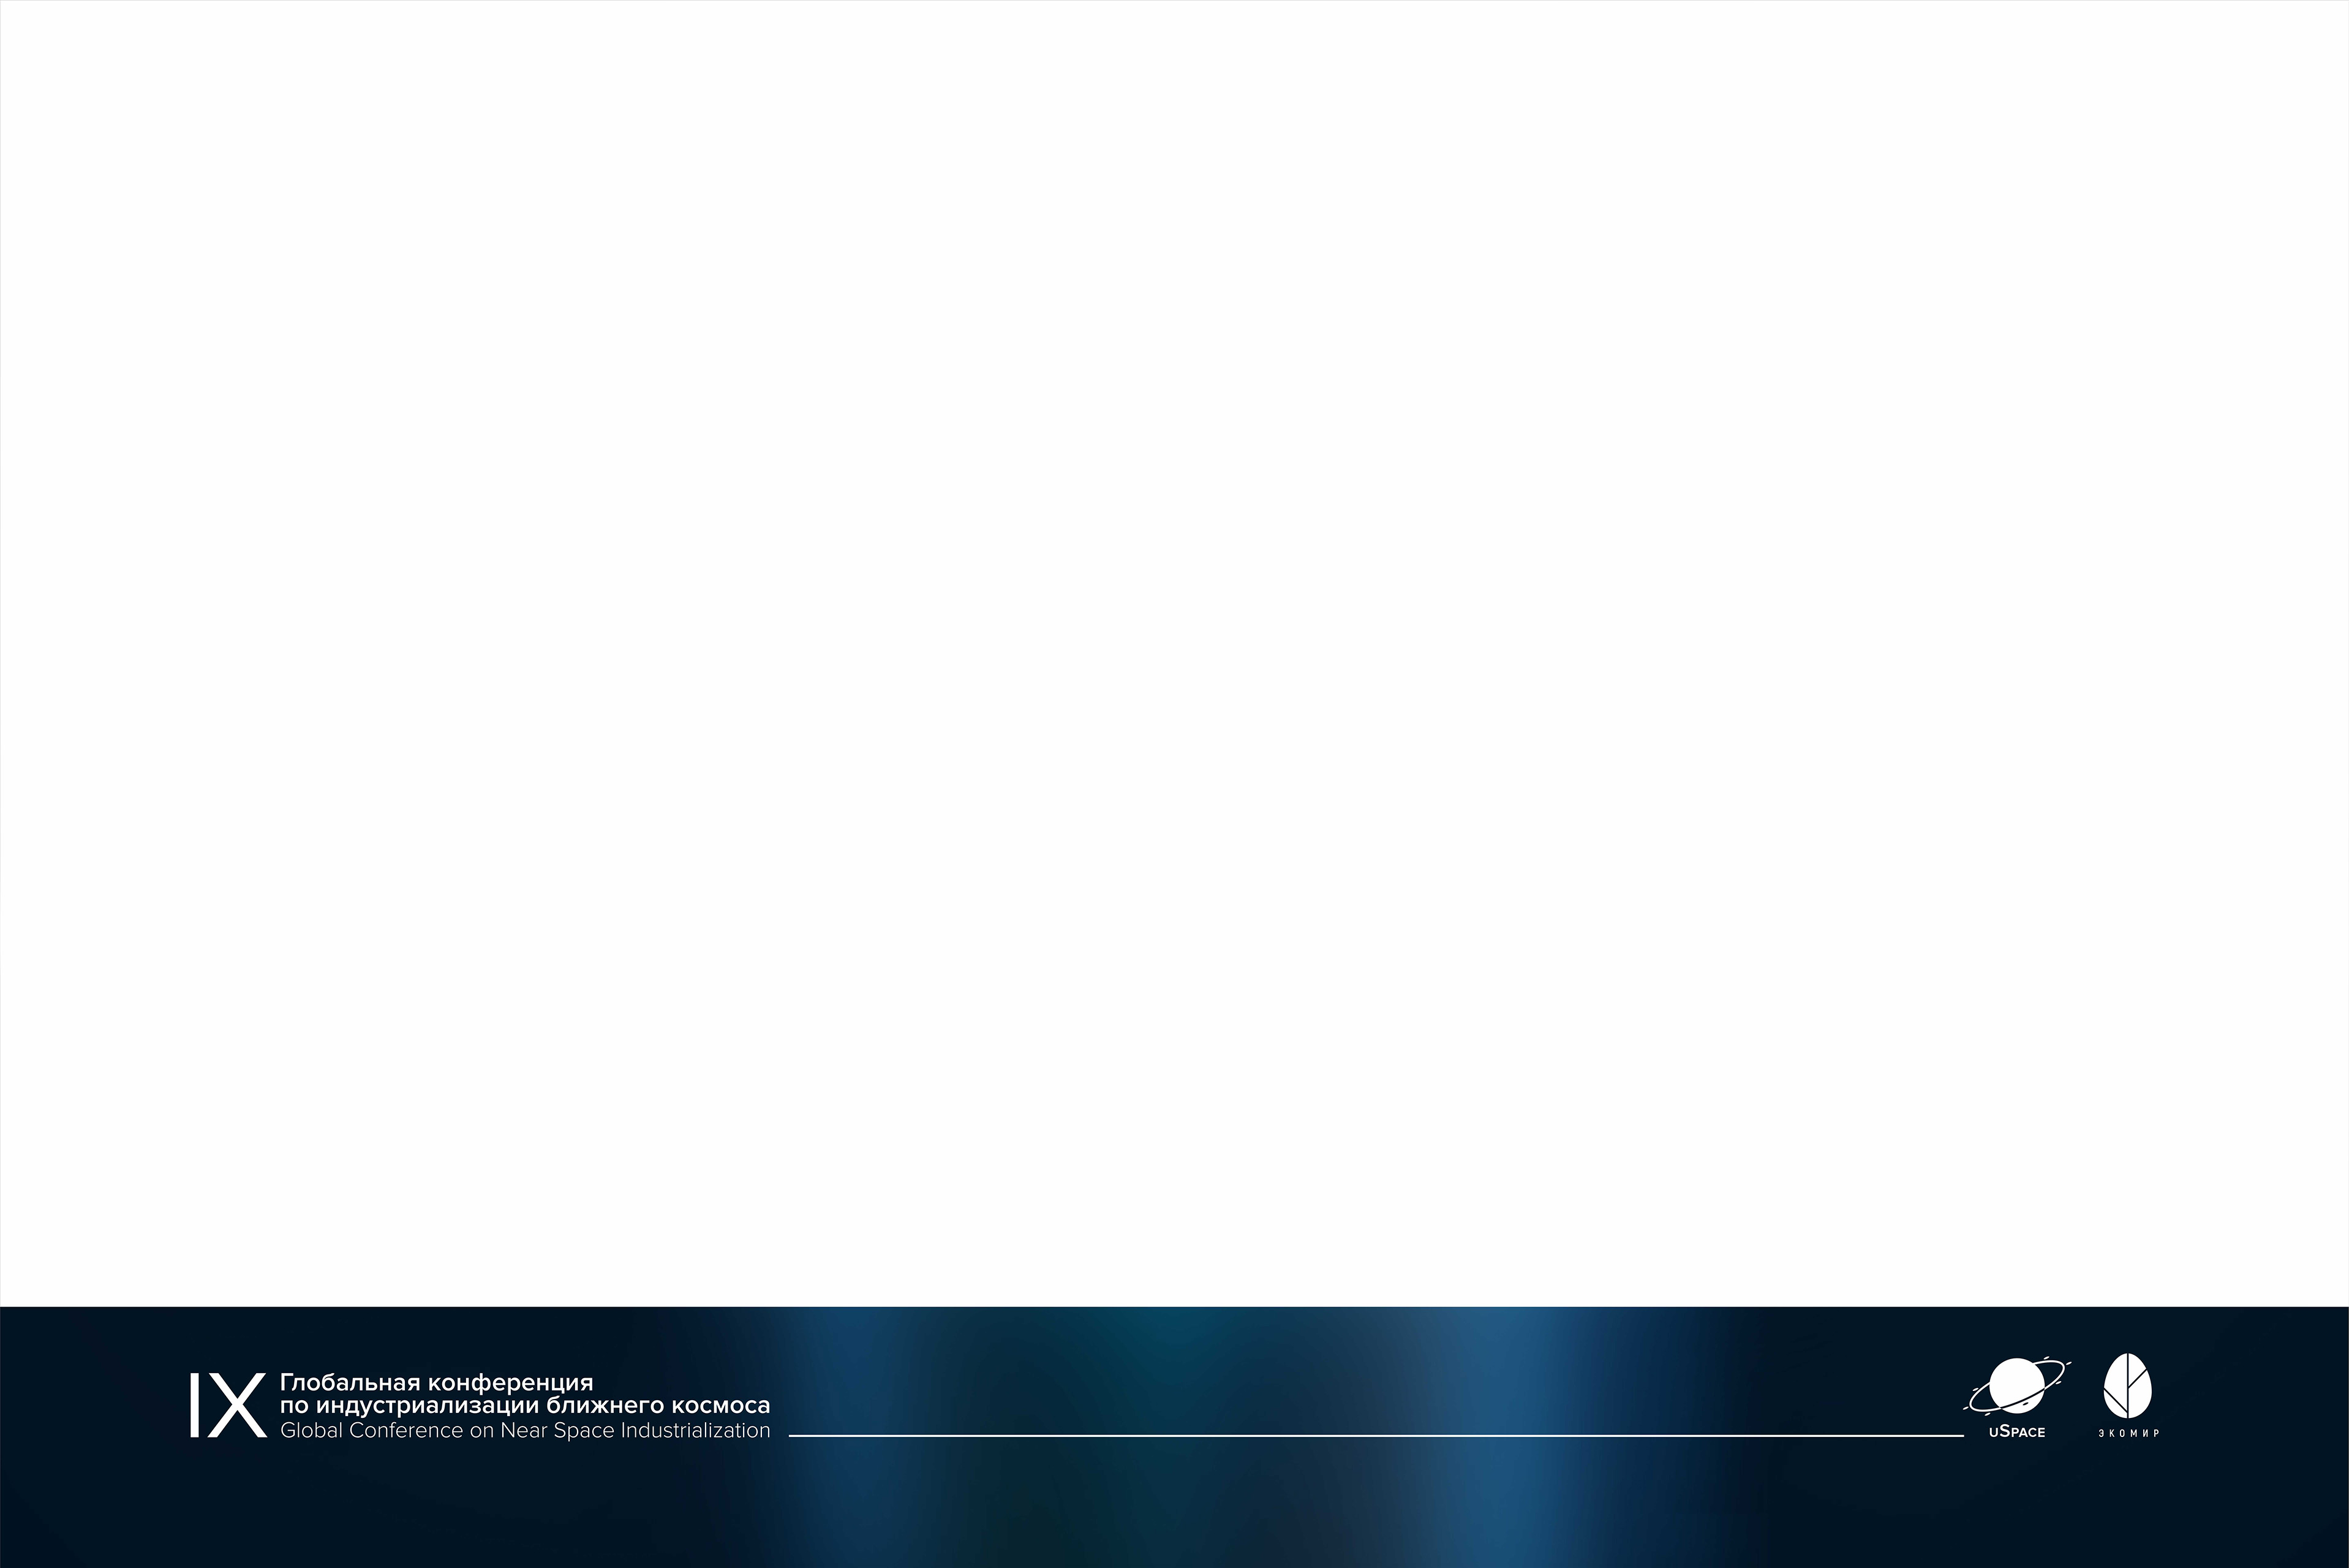 IX
Глобальная конференция
по индустриализации ближнего космоса
Global Conference on Near Space Industrialization
uSPACE
ЭКОМИР